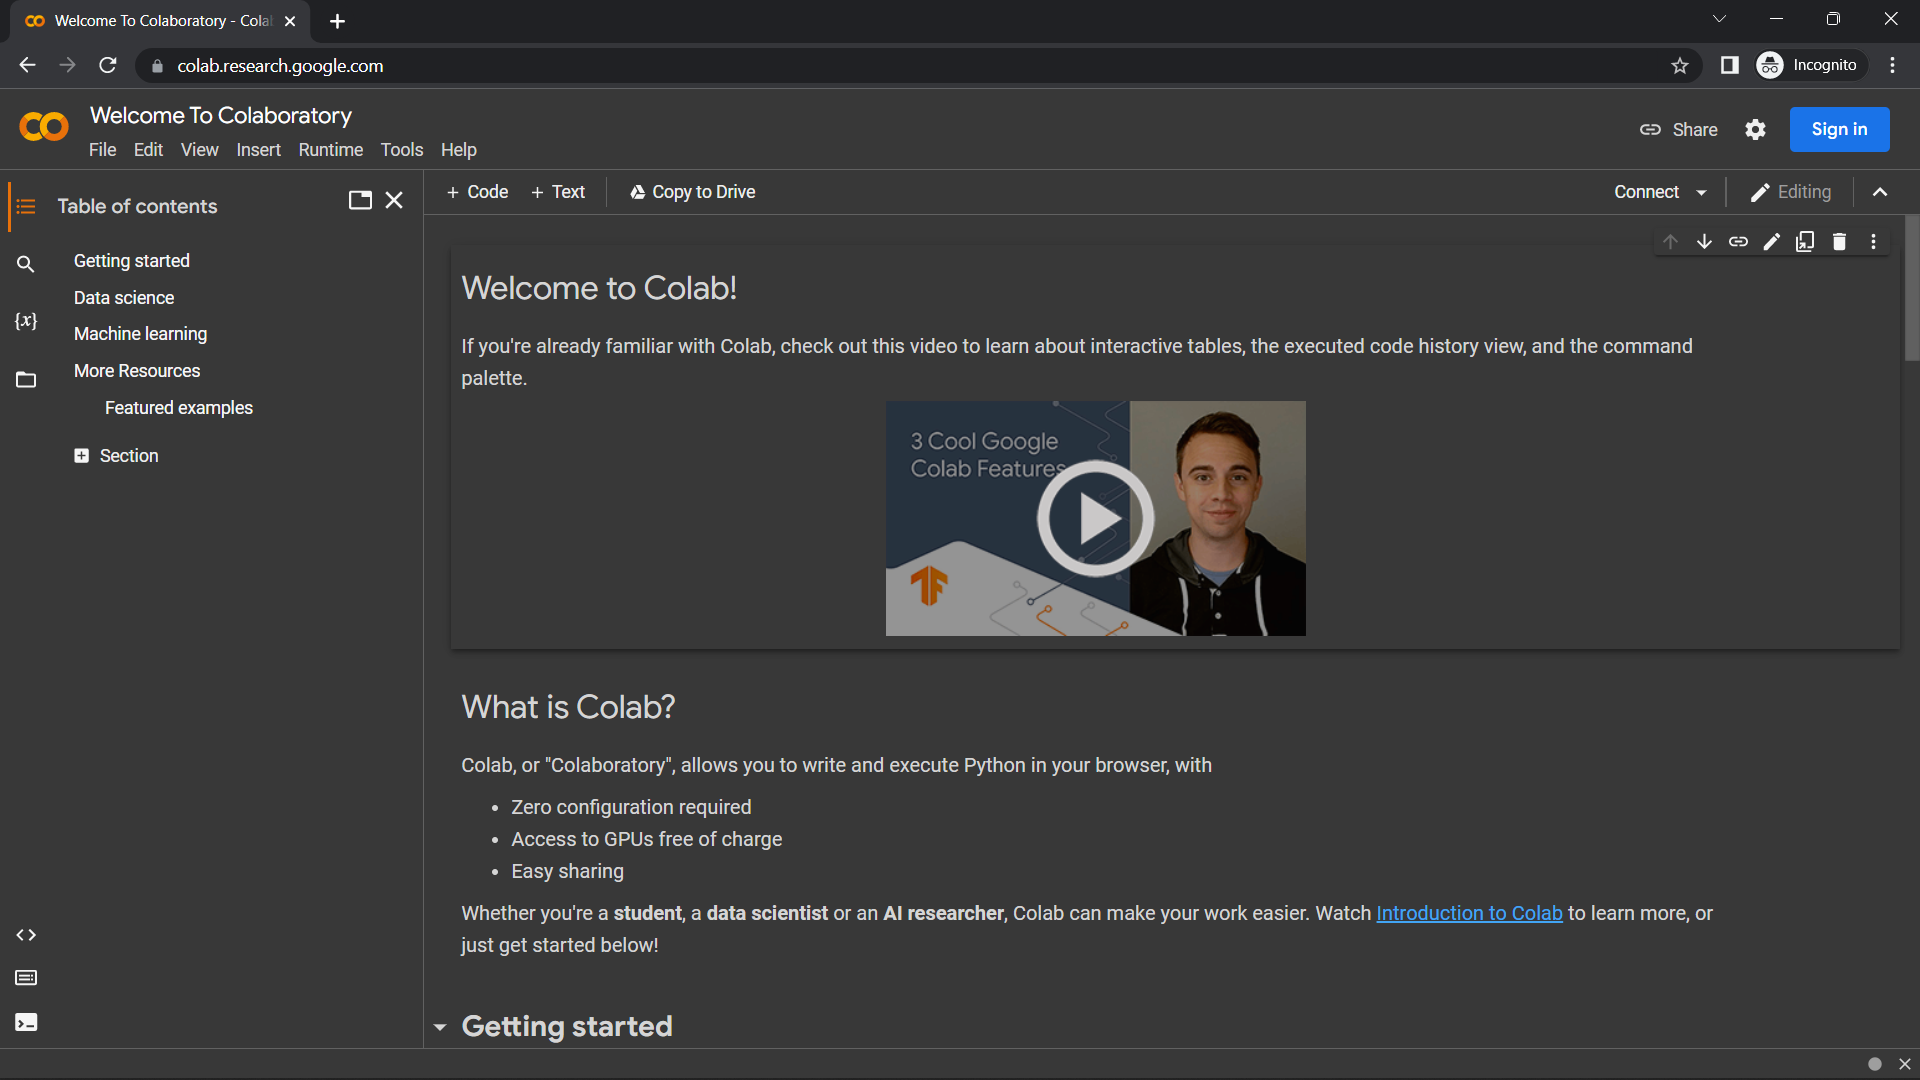 Welcome To Colaboratory - Cola
colab.research.google.com
Incognito
Welcome To Colaboratory
File Edit View Insert Runtime Tools Help
Share
Sign in
Table of contents
+ Code + Text Copy to Drive
Connect
Editing
Getting started
Data science
{x}
Machine learning
More Resources
Featured examples
Section
Welcome to Colab!
If you're already familiar with Colab, check out this video to learn about interactive tables, the executed code history view, and the command
palette.
3 Cool Google
Colab Features
What is Colab?
Colab, or "Colaboratory", allows you to write and execute Python in your browser, with
• Zero configuration required
• Access to GPUs free of charge
• Easy sharing
Whether you're a student, a data scientist or an AI researcher, Colab can make your work easier. Watch Introduction to Colab to learn more, or
just get started below!
Getting started